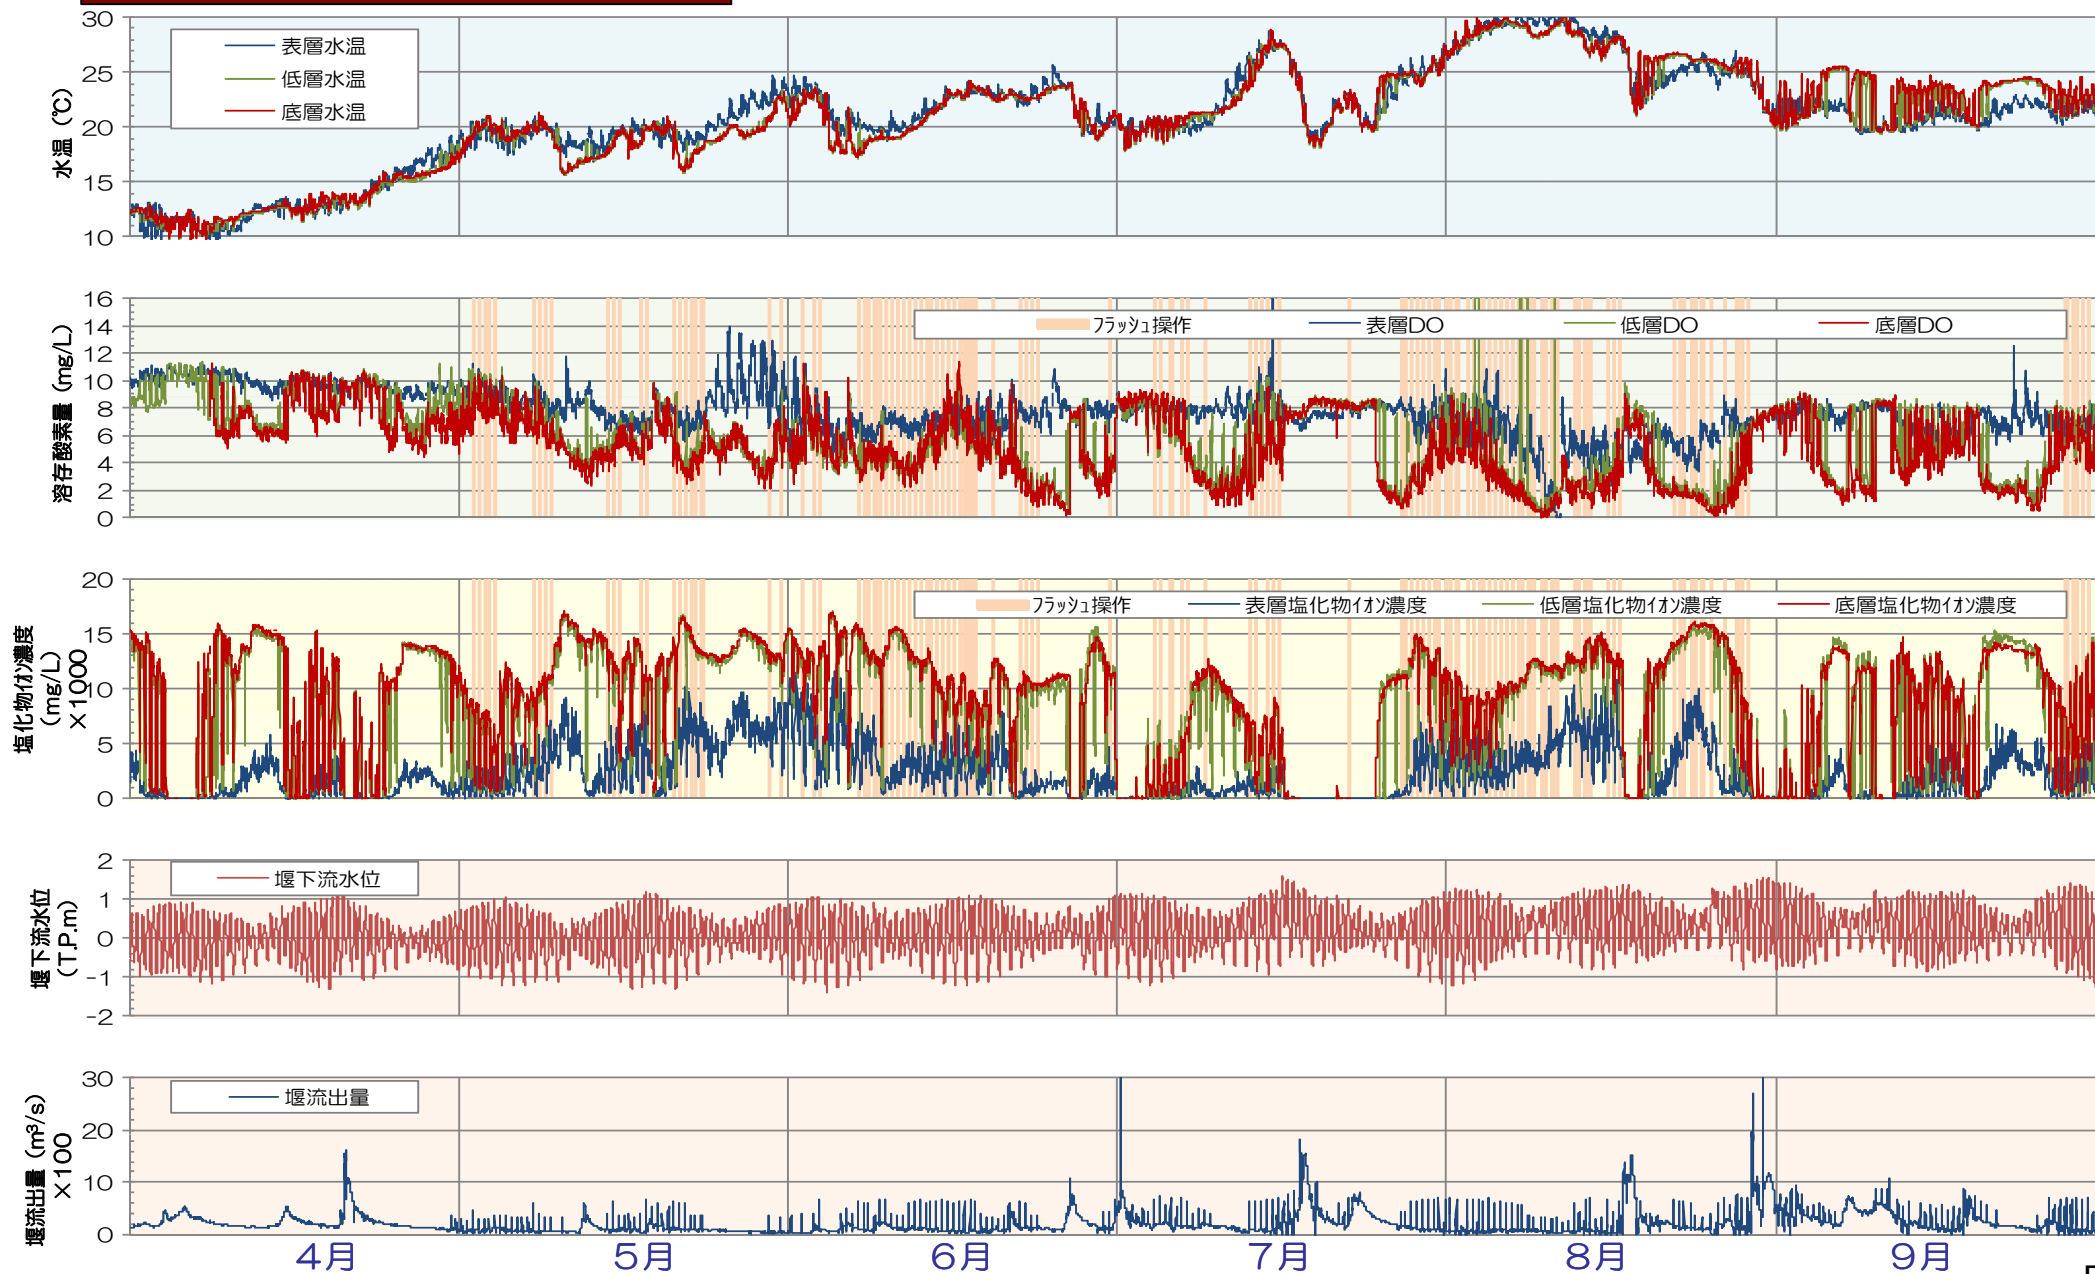 水温（℃）
30
25
20
15
10
表層水温
低層水温
底層水温
溶存酸素量（mg/L）
16
14
12
10
8
6
4
2
0
ﾌﾗｯｼｭ操作 表層DO 低層DO 底層DO
塩化物ｲｵﾝ濃度
（mg/L）
×1000
20
15
10
5
0
ﾌﾗｯｼｭ操作 表層塩化物ｲｵﾝ濃度 低層塩化物ｲｵﾝ濃度 底層塩化物ｲｵﾝ濃度
堰下流水位
（T.P.m）
2
1
0
-1
-2
堰下流水位
堰流出量（m³/s）
×100
30
20
10
0
堰流出量
4月 5月 6月 7月 8月 9月